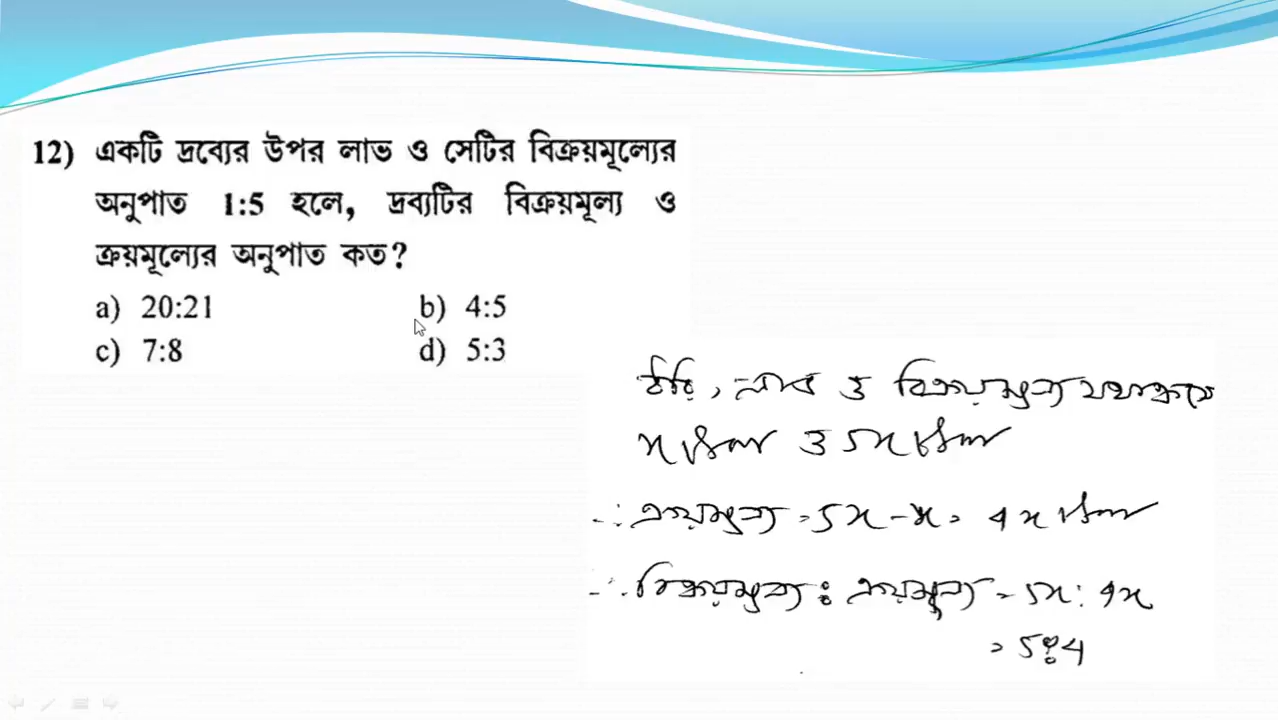 12) একটি দ্রব্যের উপর লাভ ও সেটির বিক্রয়মূল্যের
অনুপাত 1:5 হলে, দ্রব্যটির বিক্রয়মূল্য ও
ক্রয়মূল্যের অনুপাত কত?
a) 20:21 b) 4:5
c) 7:8 d) 5:3
ধরি, লাভ ও বিক্রয়মূল্য যথাক্রমে
x টাকা ও 5x টাকা
∴ ক্রয়মূল্য = 5x - x = 4x টাকা
∴ বিক্রয়মূল্য : ক্রয়মূল্য = 5x : 4x
= 5:4